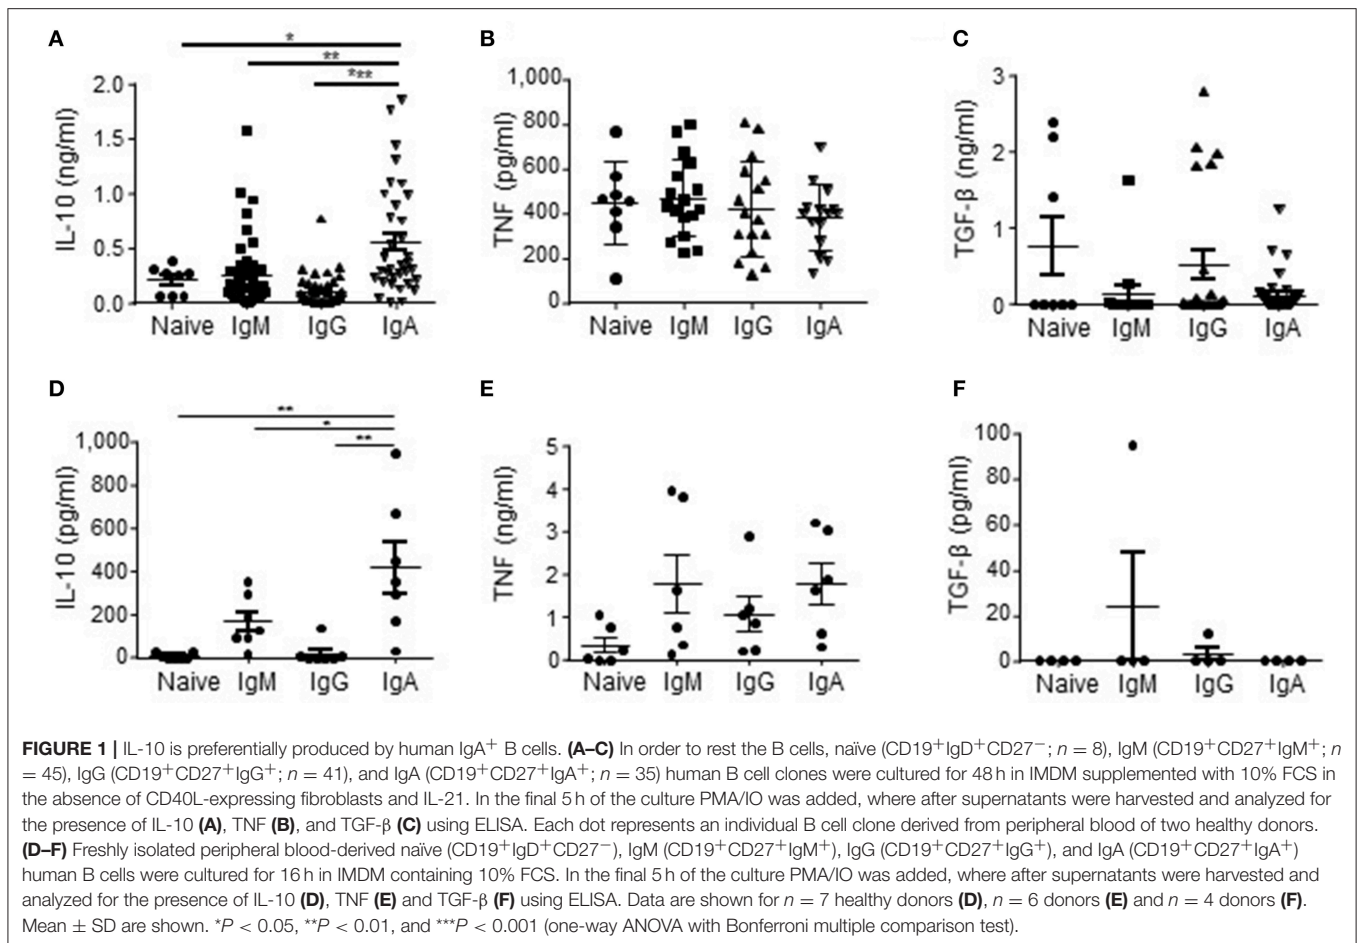 A
*
**
***
IL-10 (ng/ml)
2.0
1.5
1.0
0.5
0.0
Naive IgM IgG IgA
B
TNF (pg/ml)
1,000
800
600
400
200
0
Naive IgM IgG IgA
C
TGF-β (ng/ml)
3
2
1
0
Naive IgM IgG IgA
D
**
*
**
IL-10 (pg/ml)
1,000
800
600
400
200
0
Naive IgM IgG IgA
E
TNF (ng/ml)
5
4
3
2
1
0
Naive IgM IgG IgA
F
TGF-β (pg/ml)
100
80
60
40
20
0
Naive IgM IgG IgA
FIGURE 1 | IL-10 is preferentially produced by human IgA⁺ B cells. (A–C) In order to rest the B cells, naïve (CD19⁺IgD⁺CD27⁻; n = 8), IgM (CD19⁺CD27⁺IgM⁺; n
= 45), IgG (CD19⁺CD27⁺IgG⁺; n = 41), and IgA (CD19⁺CD27⁺IgA⁺; n = 35) human B cell clones were cultured for 48 h in IMDM supplemented with 10% FCS in
the absence of CD40L-expressing fibroblasts and IL-21. In the final 5 h of the culture PMA/IO was added, where after supernatants were harvested and analyzed for
the presence of IL-10 (A), TNF (B), and TGF-β (C) using ELISA. Each dot represents an individual B cell clone derived from peripheral blood of two healthy donors.
(D–F) Freshly isolated peripheral blood-derived naïve (CD19⁺IgD⁺CD27⁻), IgM (CD19⁺CD27⁺IgM⁺), IgG (CD19⁺CD27⁺IgG⁺), and IgA (CD19⁺CD27⁺IgA⁺)
human B cells were cultured for 16 h in IMDM containing 10% FCS. In the final 5 h of the culture PMA/IO was added, where after supernatants were harvested and
analyzed for the presence of IL-10 (D), TNF (E) and TGF-β (F) using ELISA. Data are shown for n = 7 healthy donors (D), n = 6 donors (E) and n = 4 donors (F).
Mean ± SD are shown. *P < 0.05, **P < 0.01, and ***P < 0.001 (one-way ANOVA with Bonferroni multiple comparison test).